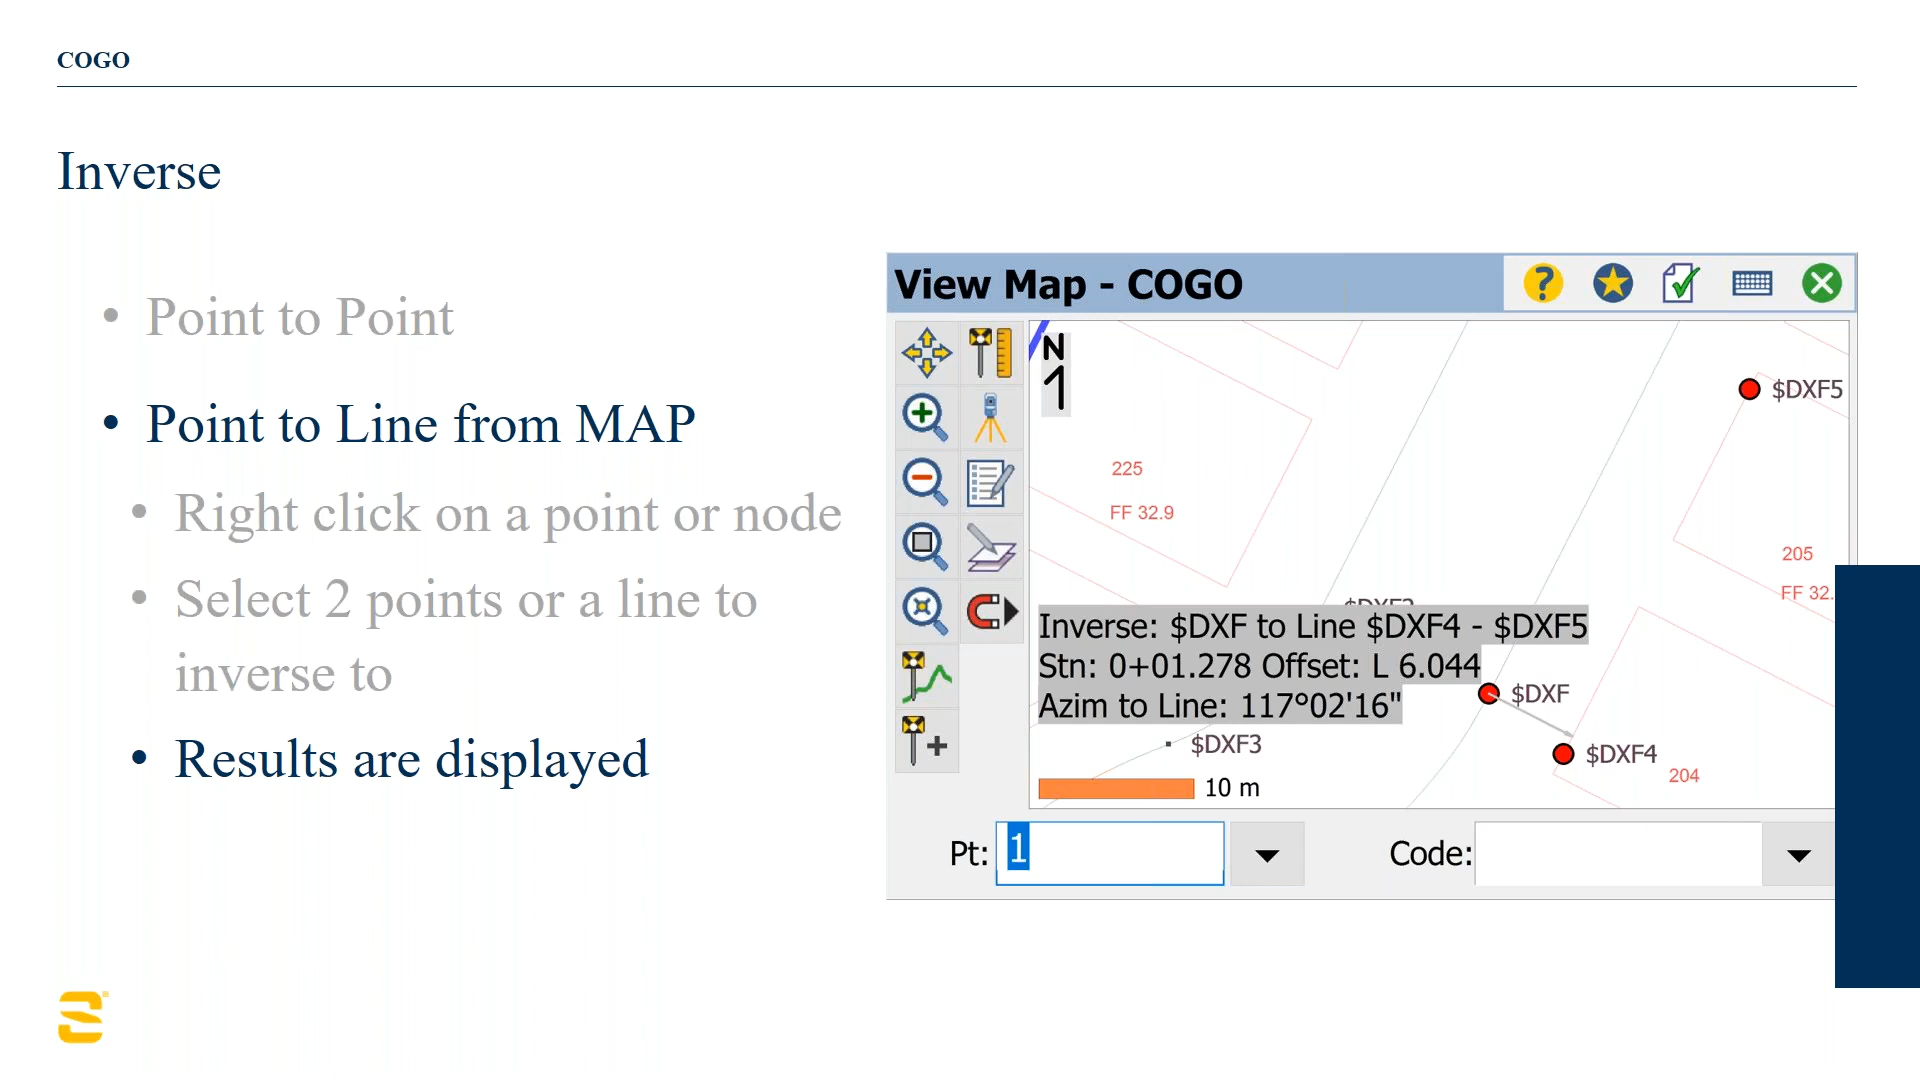 COGO
Inverse
• Point to Point
• Point to Line from MAP
• Right click on a point or node
• Select 2 points or a line to
inverse to
• Results are displayed
View Map - COGO
N
1
$DXF5
225
FF 32.9
205
FF 32.
Inverse: $DXF to Line $DXF4 - $DXF5
Stn: 0+01.278 Offset: L 6.044
Azim to Line: 117°02'16"
$DXF
$DXF3
$DXF4
204
10 m
Pt: 1
Code: